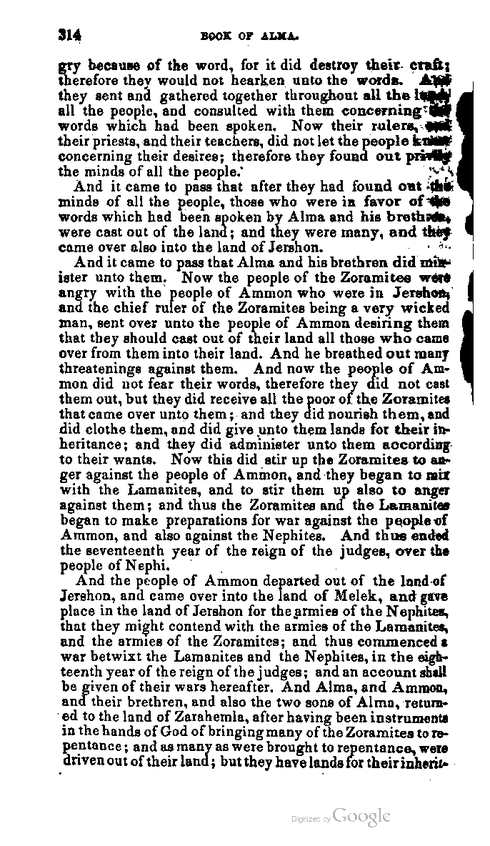 314 BOOK OF ALMA.
gry because of the word, for it did destroy their craft;
therefore they would not hearken unto the words. And
they sent and gathered together throughout all the land
all the people, and consulted with them concerning the
words which had been spoken. Now their rulers, and
their priests, and their teachers, did not let the people know
concerning their desires; therefore they found out privily
the minds of all the people.
And it came to pass that after they had found out the
minds of all the people, those who were in favor of the
words which had been spoken by Alma and his brethren,
were cast out of the land; and they were many, and they
came over also into the land of Jershon.
And it came to pass that Alma and his brethren did min-
ister unto them. Now the people of the Zoramites were
angry with the people of Ammon who were in Jershon,
and the chief ruler of the Zoramites being a very wicked
man, sent over unto the people of Ammon desiring them
that they should cast out of their land all those who came
over from them into their land. And he breathed out many
threatenings against them. And now the people of Am-
mon did not fear their words, therefore they did not cast
them out, but they did receive all the poor of the Zoramites
that came over unto them; and they did nourish them, and
did clothe them, and did give unto them lands for their in-
heritance; and they did administer unto them according
to their wants. Now this did stir up the Zoramites to an-
ger against the people of Ammon, and they began to mix
with the Lamanites, and to stir them up also to anger
against them; and thus the Zoramites and the Lamanites
began to make preparations for war against the people of
Ammon, and also against the Nephites. And thus ended
the seventeenth year of the reign of the judges, over the
people of Nephi.
And the people of Ammon departed out of the land of
Jershon, and came over into the land of Melek, and gave
place in the land of Jershon for the armies of the Nephites,
that they might contend with the armies of the Lamanites,
and the armies of the Zoramites; and thus commenced a
war betwixt the Lamanites and the Nephites, in the eigh-
teenth year of the reign of the judges; and an account shall
be given of their wars hereafter. And Alma, and Ammon,
and their brethren, and also the two sons of Alma, return-
ed to the land of Zarahemla, after having been instruments
in the hands of God of bringing many of the Zoramites to re-
pentance; and as many as were brought to repentance, were
driven out of their land; but they have lands for their inherit-
Digitized by Google